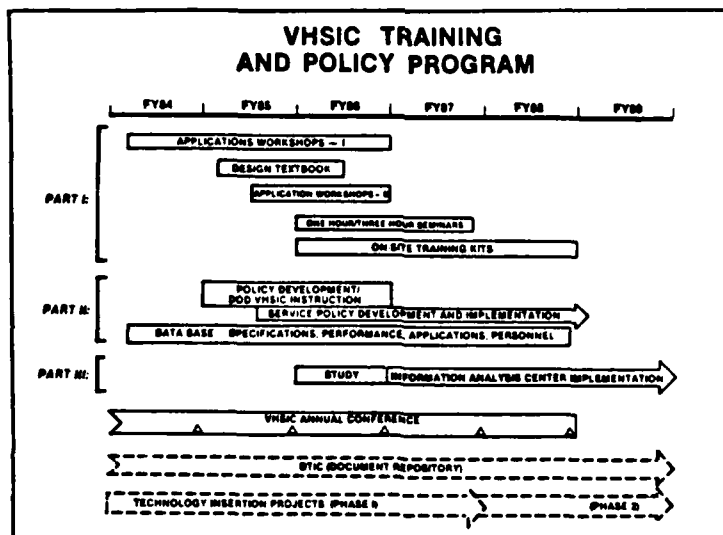 VHSIC TRAINING
AND POLICY PROGRAM
FY84 FY85 FY86 FY87 FY88 FY89
APPLICATIONS WORKSHOPS - I
DESIGN TEXTBOOK
APPLICATION WORKSHOPS - II
PART I:
ONE HOUR/THREE HOUR SEMINARS
ON SITE TRAINING KITS
POLICY DEVELOPMENT/
DOD VHSIC INSTRUCTION
PART II:
SERVICE POLICY DEVELOPMENT AND IMPLEMENTATION
DATA BASE SPECIFICATIONS, PERFORMANCE, APPLICATIONS, PERSONNEL
PART III:
STUDY INFORMATION ANALYSIS CENTER IMPLEMENTATION
VHSIC ANNUAL CONFERENCE
DTIC (DOCUMENT REPOSITORY)
TECHNOLOGY INSERTION PROJECTS (PHASE I) (PHASE 2)